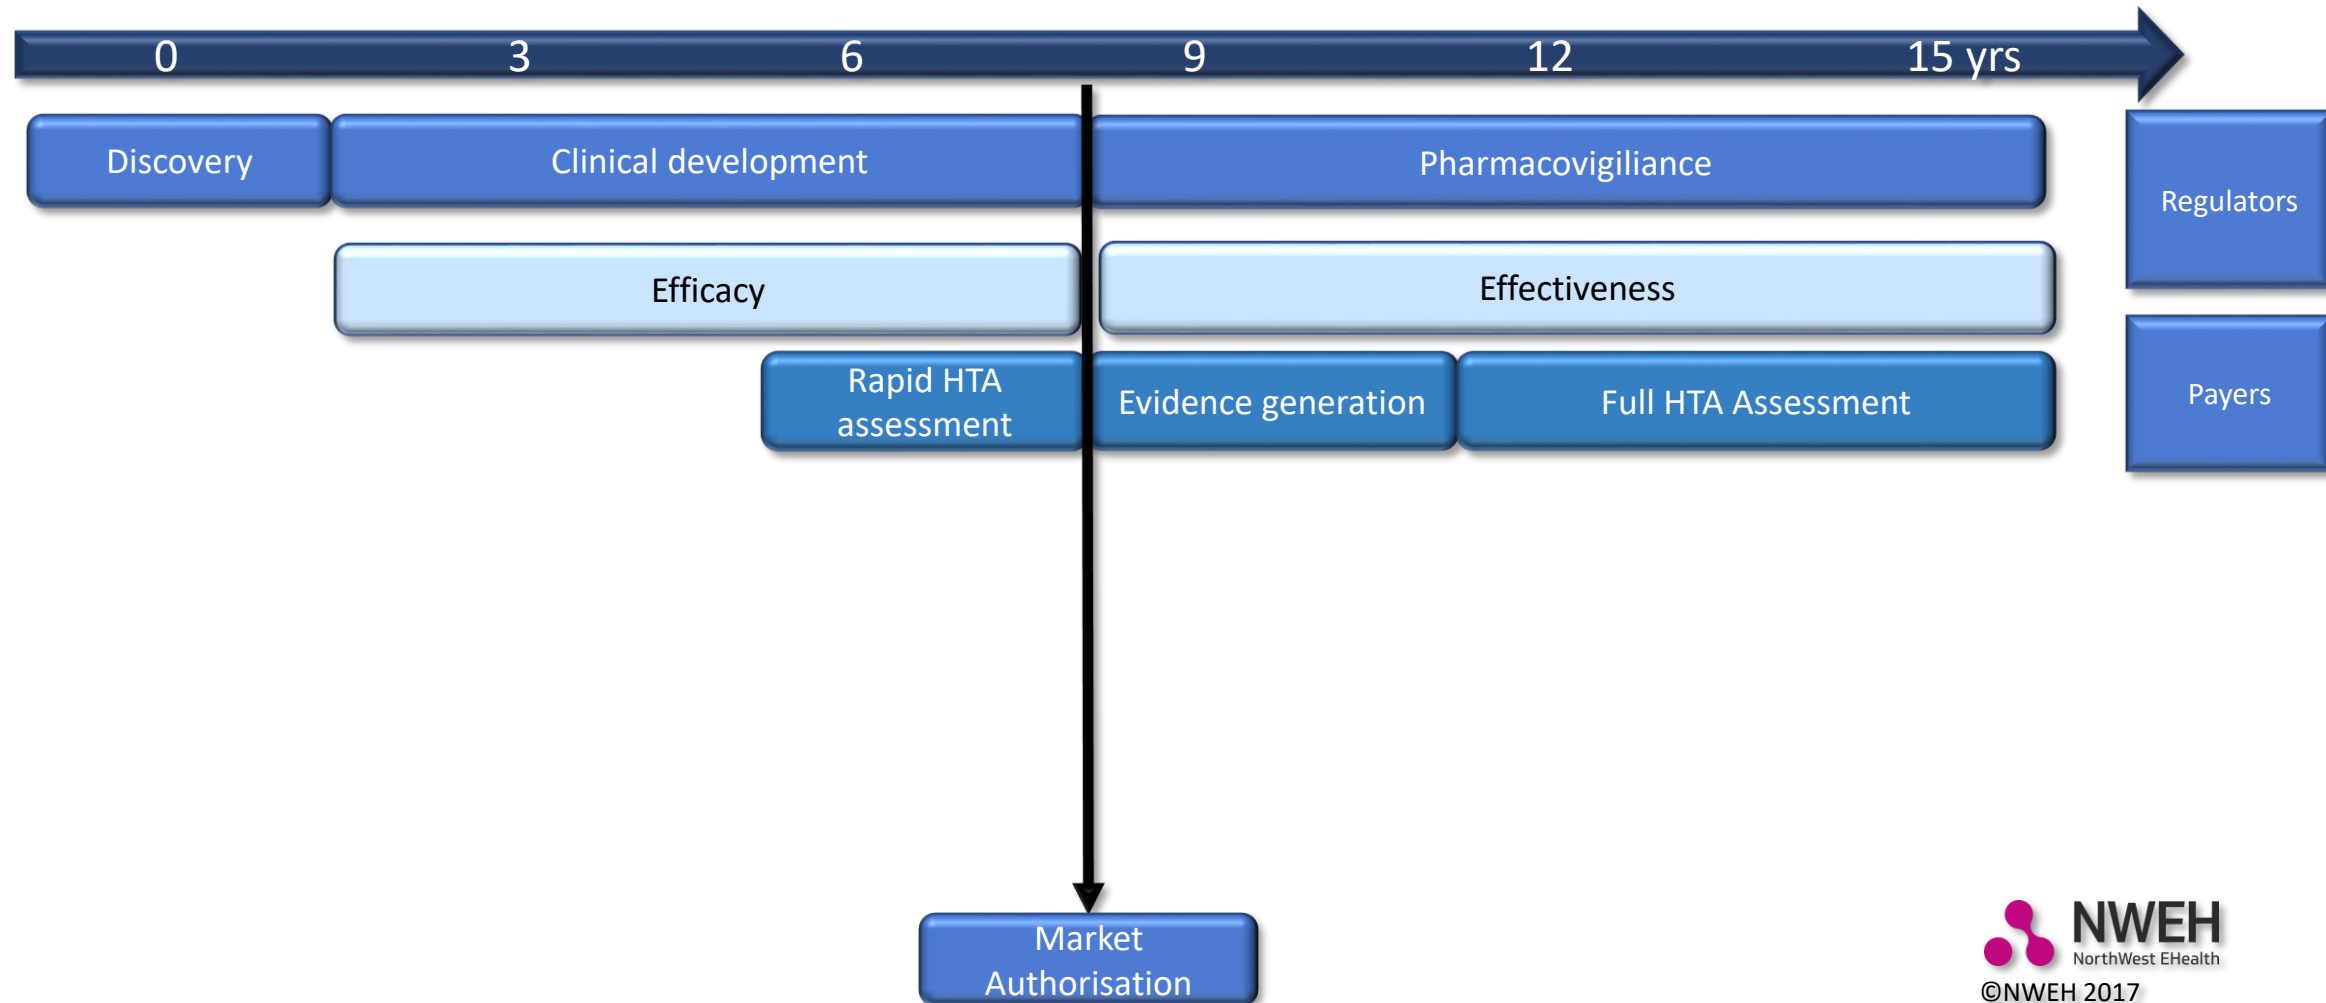 0 3 6 9 12 15 yrs
Discovery
Clinical development
Pharmacovigiliance
Regulators
Efficacy
Effectiveness
Rapid HTA
assessment
Evidence generation
Full HTA Assessment
Payers
Market
Authorisation
NWEH
NorthWest EHealth
©NWEH 2017